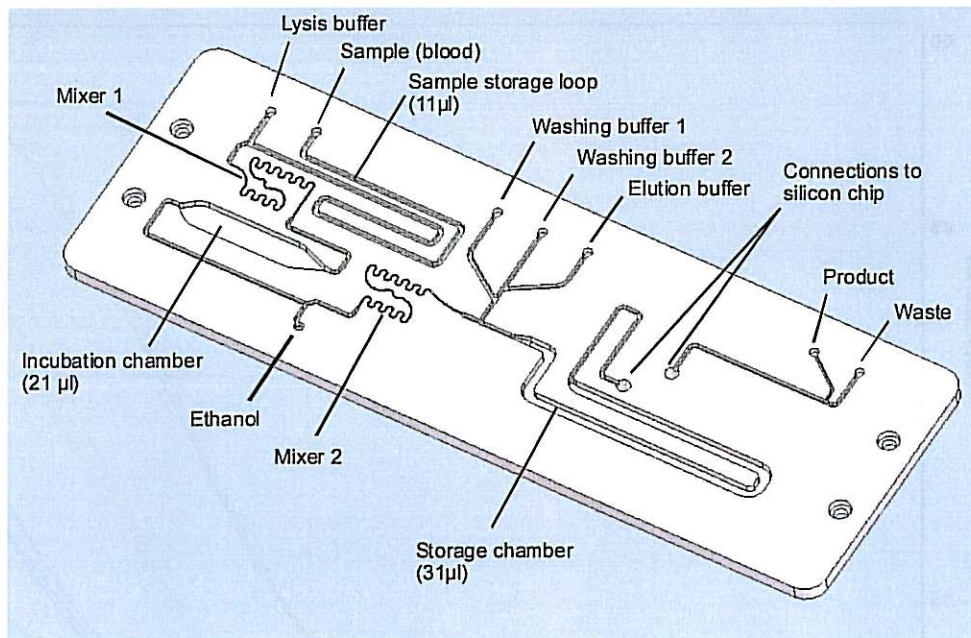 Lysis buffer
Sample (blood)
Sample storage loop
(11µl)
Mixer 1
Washing buffer 1
Washing buffer 2
Elution buffer
Connections to
silicon chip
Product
Waste
Incubation chamber
(21 µl)
Ethanol
Mixer 2
Storage chamber
(31µl)